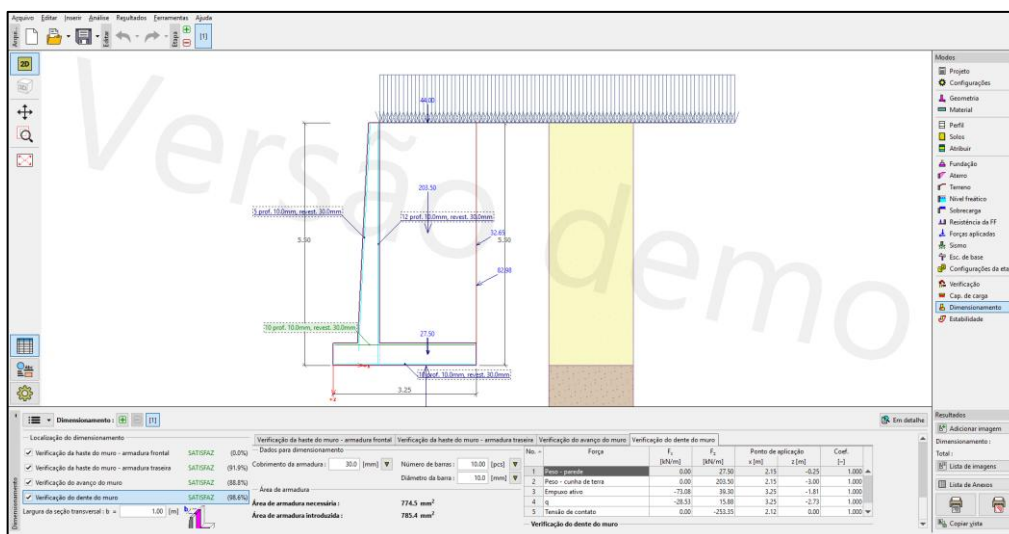 Arquivo Editar Inserir Análise Resultados Ferramentas Ajuda
Arqui...
Editar
Etapa
[1]
2D
3D
Versão demo
44.00
203.50
3 prof. 10.0mm, revest. 30.0mm
12 prof. 10.0mm, revest. 30.0mm
32.65
82.98
10 prof. 10.0mm, revest. 30.0mm
27.50
3.25
Modos
Projeto
Configurações
Geometria
Material
Perfil
Solos
Atribuir
Fundação
Aterro
Terreno
Nível freático
Sobrecarga
Resistência da FF
Forças aplicadas
Sismo
Esc. de base
Configurações da eta
Verificação
Cap. de carga
Dimensionamento
Estabilidade
Dimensionamento : [1]
Em detalhe
Dimensionamento
Localização do dimensionamento
Verificação da haste do muro - armadura frontal SATISFAZ (0.0%)
Verificação da haste do muro - armadura traseira SATISFAZ (91.9%)
Verificação do avanço do muro SATISFAZ (88.8%)
Verificação do dente do muro SATISFAZ (98.6%)
Largura da seção transversal : b = 1.00 [m]
Verificação da haste do muro - armadura frontal Verificação da haste do muro - armadura traseira Verificação do avanço do muro Verificação do dente do muro
Dados para dimensionamento
Cobrimento da armadura : 30.0 [mm] Número de barras : 10.00 [pcs]
Diâmetro da barra : 10.0 [mm]
Área de armadura
Área de armadura necessária : 774.5 mm²
Área de armadura introduzida : 785.4 mm²
No. Força Fx Fz Ponto de aplicação Coef.
[kN/m] [kN/m] x [m] z [m] [-]
1 Peso - parede 0.00 27.50 2.15 -0.25 1.000
2 Peso - cunha de terra 0.00 203.50 2.15 -3.00 1.000
3 Empuxo ativo -73.08 39.30 3.25 -1.81 1.000
4 q -28.53 15.88 3.25 -2.73 1.000
5 Tensão de contato 0.00 -253.35 2.12 0.00 1.000
Verificação do dente do muro
Resultados
Adicionar imagem
Dimensionamento :
Total :
Lista de imagens
Lista de Anexos
Copiar vista